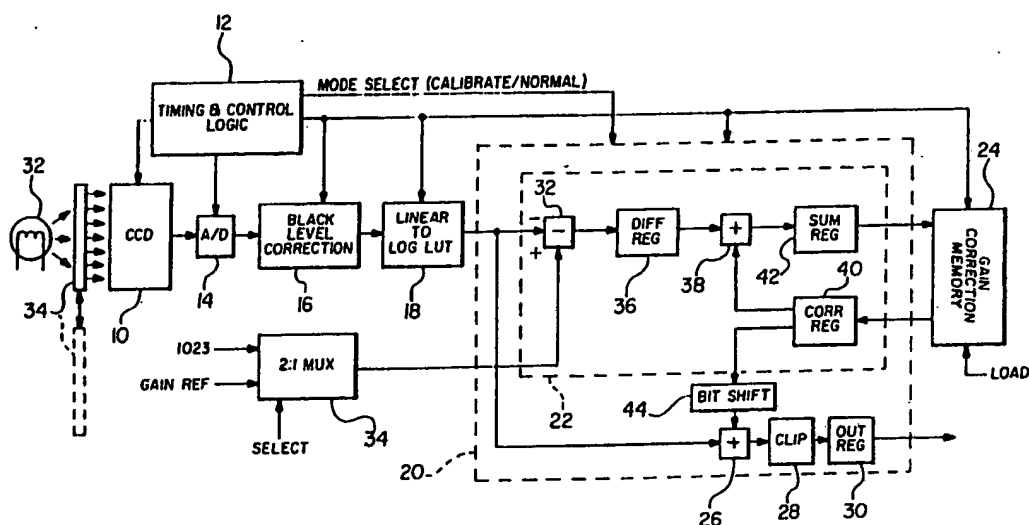 12
MODE SELECT (CALIBRATE/NORMAL)
TIMING & CONTROL
LOGIC
32
34
CCD
10
A/D
14
BLACK
LEVEL
CORRECTION
16
LINEAR
TO
LOG LUT
18
32
-
+
-
DIFF
REG
36
+
38
SUM
REG
42
40
CORR
REG
24
GAIN
CORRECTION
MEMORY
LOAD
1023
GAIN REF
2:1 MUX
34
SELECT
22
44
BIT SHIFT
20
+
26
CLIP
28
OUT
REG
30